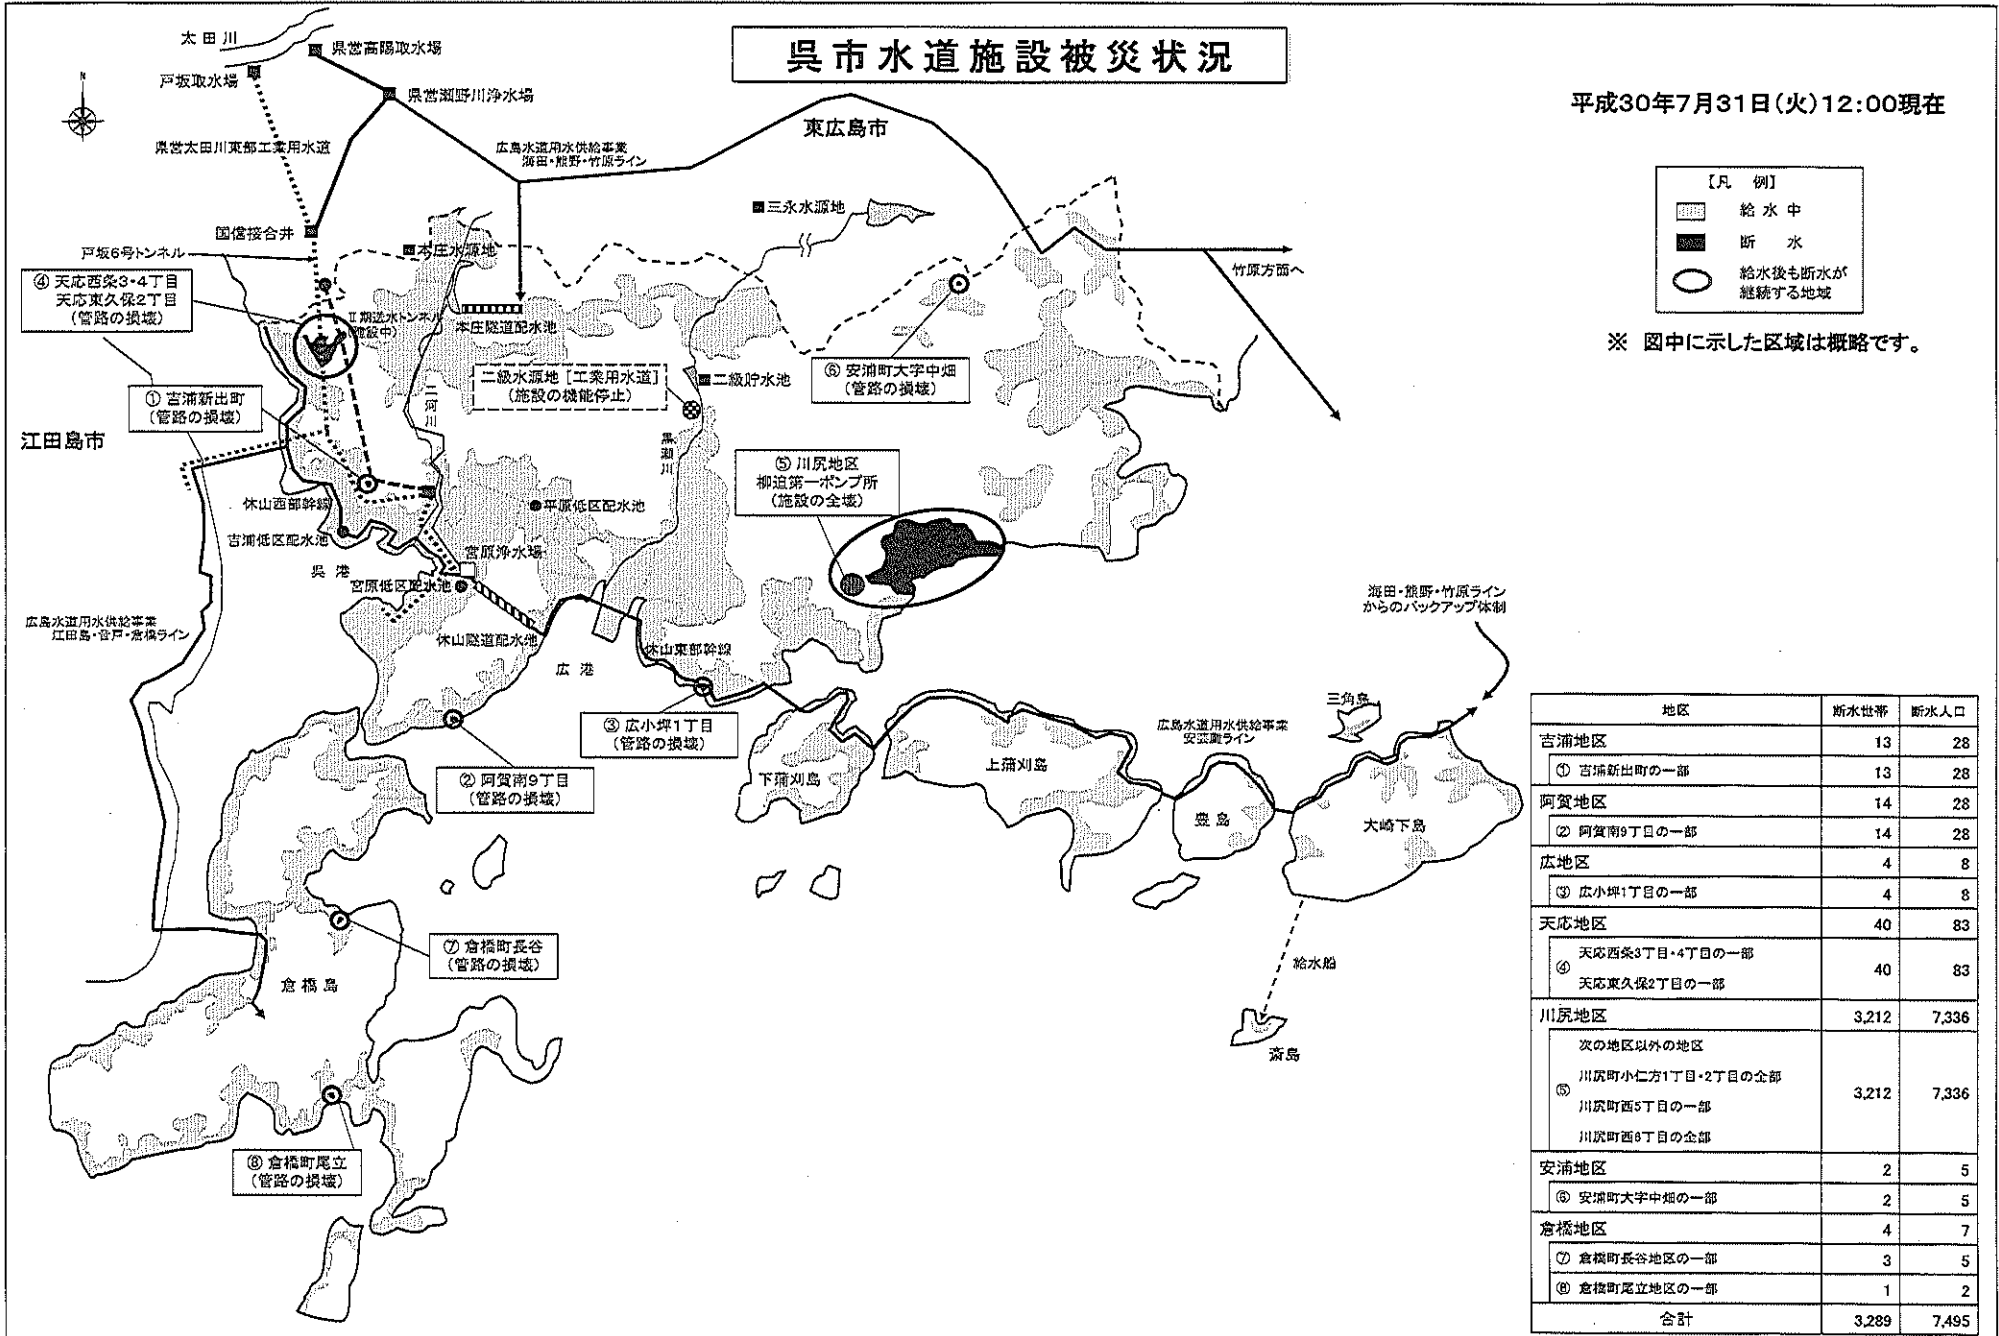 呉市水道施設被災状況
平成30年7月31日(火)12:00現在
【凡 例】
給水中
断 水
給水後も断水が
継続する地域
※ 図中に示した区域は概略です。
N
太田川
県営高陽取水場
戸坂取水場
県営瀬野川浄水場
県営太田川東部工業用水道
広島水道用水供給事業
海田・熊野・竹原ライン
東広島市
三永水源地
国信接合井
本庄水源地
戸坂6号トンネル
竹原方面へ
④ 天応西条3・4丁目
天応東久保2丁目
(管路の損壊)
Ⅱ期送水トンネル
(建設中)
本庄隧道配水池
二級水源地 [工業用水道]
(施設の機能停止)
二級貯水池
⑥ 安浦町大字中畑
(管路の損壊)
① 吉浦新出町
(管路の損壊)
二河川
黒瀬川
江田島市
⑤ 川尻地区
柳迫第一ポンプ所
(施設の全壊)
休山西部幹線
平原低区配水池
吉浦低区配水池
宮原浄水場
呉 港
宮原低区配水池
広島水道用水供給事業
江田島・音戸・倉橋ライン
休山隧道配水池
広 港
休山東部幹線
海田・熊野・竹原ライン
からのバックアップ体制
③ 広小坪1丁目
(管路の損壊)
三角島
広島水道用水供給事業
安芸灘ライン
② 阿賀南9丁目
(管路の損壊)
下蒲刈島
上蒲刈島
豊島
大崎下島
⑦ 倉橋町長谷
(管路の損壊)
倉橋島
給水船
斎島
⑧ 倉橋町尾立
(管路の損壊)
地区 断水世帯 断水人口
吉浦地区 13 28
① 吉浦新出町の一部 13 28
阿賀地区 14 28
② 阿賀南9丁目の一部 14 28
広地区 4 8
③ 広小坪1丁目の一部 4 8
天応地区 40 83
④ 天応西条3丁目・4丁目の一部
天応東久保2丁目の一部 40 83
川尻地区 3,212 7,336
⑤ 次の地区以外の地区
川尻町小仁方1丁目・2丁目の全部
川尻町西5丁目の一部
川尻町西6丁目の全部 3,212 7,336
安浦地区 2 5
⑥ 安浦町大字中畑の一部 2 5
倉橋地区 4 7
⑦ 倉橋町長谷地区の一部 3 5
⑧ 倉橋町尾立地区の一部 1 2
合計 3,289 7,495